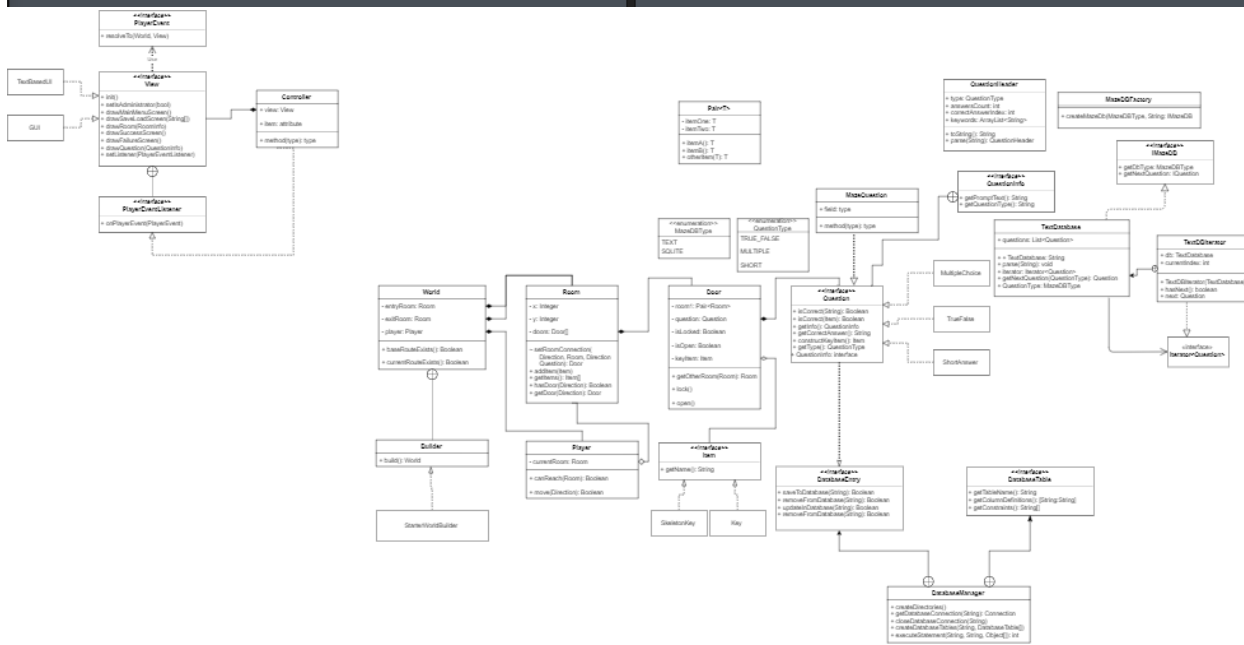 <<Interface>>
PlayerEvent
+ resolveTo(World, View)
Use
TextBasedUI
GUI
<<Interface>>
View
+ init()
+ setIsAdministrator(bool)
+ drawMainMenuScreen()
+ drawSaveLoadScreen(String[])
+ drawRoom(RoomInfo)
+ drawSuccessScreen()
+ drawFailureScreen()
+ drawQuestion(QuestionInfo)
+ setListener(PlayerEventListener)
Controller
+ view: View
+ item: attribute
+ method(type): type
<<Interface>>
PlayerEventListener
+ onPlayerEvent(PlayerEvent)
Pair<T>
- itemOne: T
- itemTwo: T
+ itemA(): T
+ itemB(): T
+ otherItem(T): T
QuestionHeader
+ type: QuestionType
+ answersCount: int
+ correctAnswerIndex: int
+ keywords: ArrayList<String>
+ toString(): String
+ parse(String): QuestionHeader
MazeDBFactory
+ createMazeDb(MazeDBType, String: IMazeDB
<<Interface>>
IMazeDB
+ getDbType: MazeDBType
+ getNextQuestion: IQuestion
<<Interface>>
QuestionInfo
+ getPromptText(): String
+ getQuestionType(): String
MazeQuestion
+ field: type
+ method(type): type
<<enumeration>>
MazeDBType
TEXT
SQLITE
<<enumeration>>
QuestionType
TRUE_FALSE
MULTIPLE
SHORT
TextDatabase
+ questions: List<Question>
+ + TextDatabase: String
+ parse(String): void
+ iterator: Iterator<Question>
+ getNextQuestion(QuestionType): Question
+ QuestionType: MazeDBType
TextDBIterator
+ db: TextDatabase
+ currentIndex: int
+ TextDBIterator(TextDatabase)
+ hasNext(): boolean
+ next: Question
<<Interface>>
Iterator<Question>
World
- entryRoom: Room
- exitRoom: Room
- player: Player
+ baseRouteExists(): Boolean
+ currentRouteExists(): Boolean
Room
- x: Integer
- y: Integer
- doors: Door[]
- setRoomConnection(
Direction, Room, Direction
Question): Door
+ addItem(Item)
+ getItems(): Item[]
+ hasDoor(Direction): Boolean
+ getDoor(Direction): Door
Door
- question: Question
- isLocked: Boolean
- isOpen: Boolean
- keyItem: Item
+ getOtherRoom(Room): Room
+ lock()
+ open()
<<Interface>>
Question
+ isCorrect(String): Boolean
+ isCorrect(Item): Boolean
+ getInfo(): QuestionInfo
+ getCorrectAnswer(): String
+ constructKeyItem(): Item
+ getType(): QuestionType
+ QuestionInfo: Interface
MultipleChoice
TrueFalse
ShortAnswer
Builder
+ build(): World
StarterWorldBuilder
Player
- currentRoom: Room
+ canReach(Room): Boolean
+ move(Direction): Boolean
<<Interface>>
Item
+ getName(): String
SkeletonKey
Key
<<Interface>>
DatabaseEntry
+ saveToDatabase(String): Boolean
+ removeFromDatabase(String): Boolean
+ updateInDatabase(String): Boolean
+ removeFromDatabase(String): Boolean
<<Interface>>
DatabaseTable
+ getTableName(): String
+ getColumnDefinitions: [String:String]
+ getConstraints(): String[]
DatabaseManager
+ createDirectories()
+ getDatabaseConnection(String): Connection
+ closeDatabaseConnection(String)
+ createDatabaseTables(String, DatabaseTable[])
+ executeStatement(String, String, Object[]): int